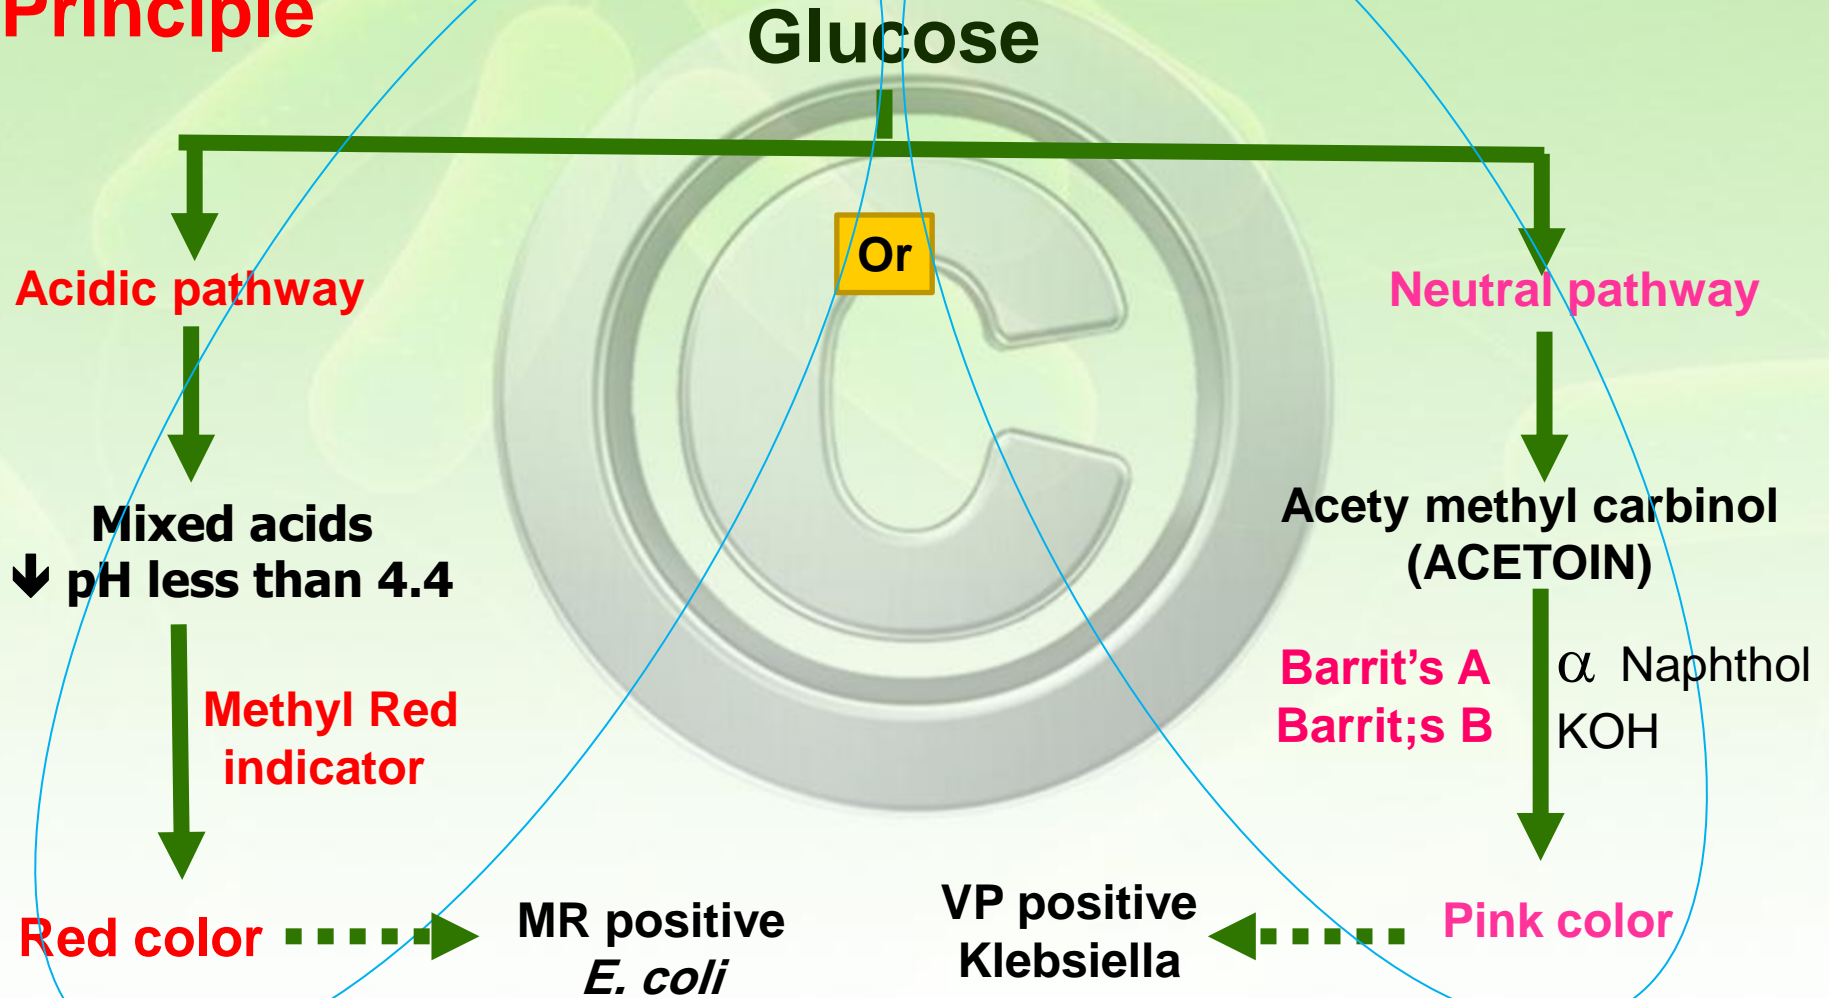 Principle
Glucose
Or
Acidic pathway
Neutral pathway
Mixed acids
🡻 pH less than 4.4
Acety methyl carbinol
(ACETOIN)
Methyl Red
indicator
Barrit's A
α Naphthol
Barrit;s B
KOH
Red color
MR positive
E. coli
VP positive
Klebsiella
Pink color